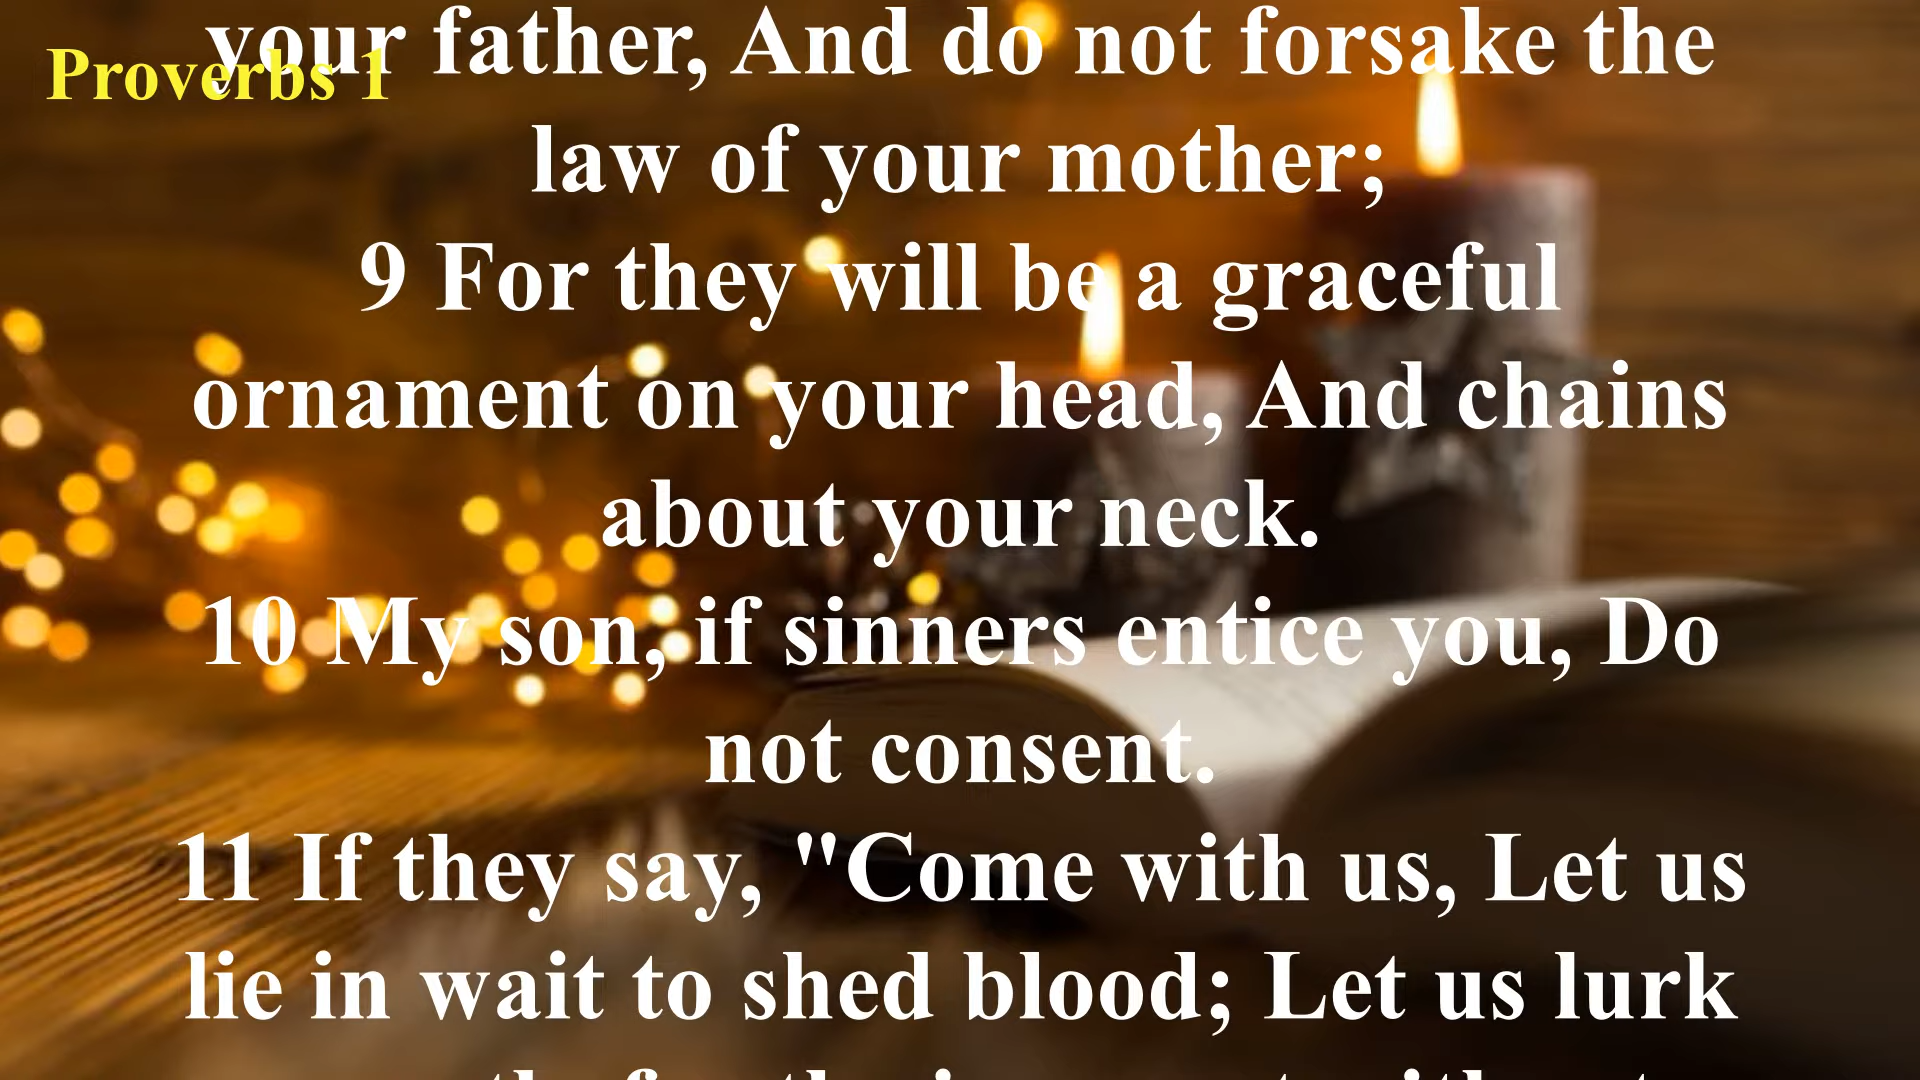 your father, And do not forsake the
Proverbs 1
law of your mother;
9 For they will be a graceful
ornament on your head, And chains
about your neck.
10 My son, if sinners entice you, Do
not consent.
11 If they say, "Come with us, Let us
lie in wait to shed blood; Let us lurk